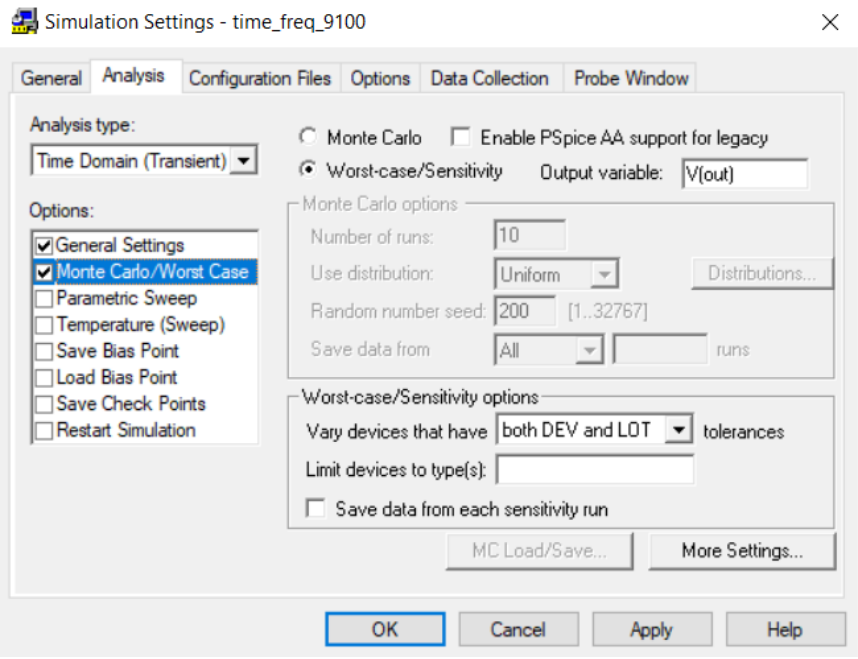 Simulation Settings - time_freq_9100
General Analysis Configuration Files Options Data Collection Probe Window
Analysis type:
Time Domain (Transient)
Options:
General Settings
Monte Carlo/Worst Case
Parametric Sweep
Temperature (Sweep)
Save Bias Point
Load Bias Point
Save Check Points
Restart Simulation
Monte Carlo Enable PSpice AA support for legacy
Worst-case/Sensitivity Output variable: V(out)
Monte Carlo options
Number of runs: 10
Use distribution: Uniform Distributions...
Random number seed: 200 [1..32767]
Save data from All runs
Worst-case/Sensitivity options
Vary devices that have both DEV and LOT tolerances
Limit devices to type(s):
Save data from each sensitivity run
MC Load/Save... More Settings...
OK Cancel Apply Help